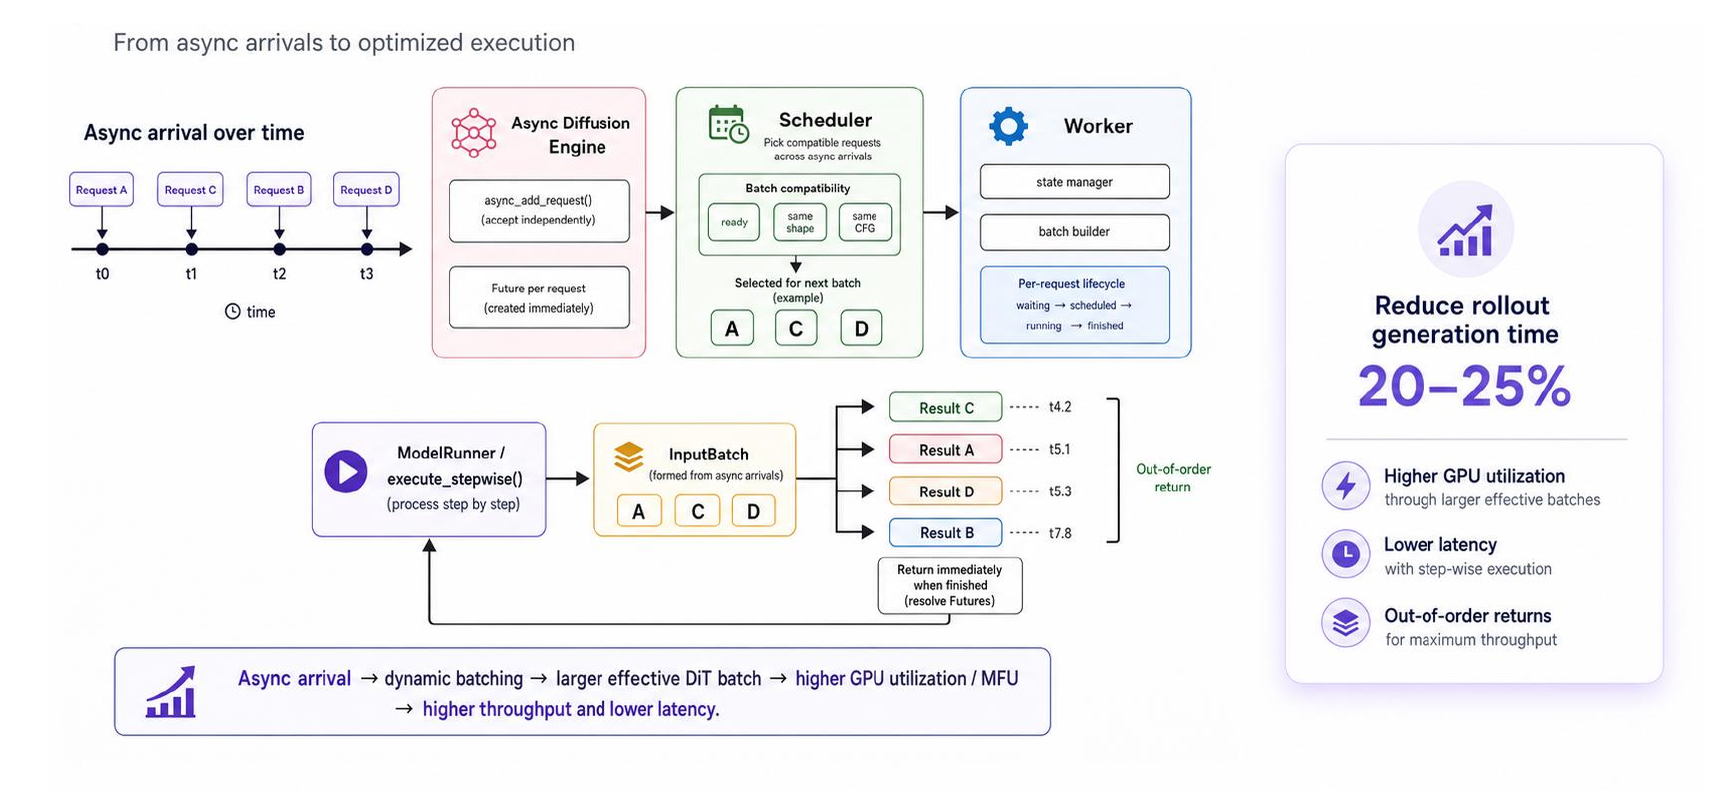 From async arrivals to optimized execution
Async arrival over time
Request A
Request C
Request B
Request D
t0
t1
t2
t3
time
Async Diffusion
Engine
async_add_request()
(accept independently)
Future per request
(created immediately)
Scheduler
Pick compatible requests
across async arrivals
Batch compatibility
ready
same
shape
same
CFG
Selected for next batch
(example)
A
C
D
Worker
state manager
batch builder
Per-request lifecycle
waiting → scheduled →
running → finished
ModelRunner /
execute_stepwise()
(process step by step)
InputBatch
(formed from async arrivals)
A
C
D
Result C ----- t4.2
Result A ----- t5.1
Result D ----- t5.3
Result B ----- t7.8
Out-of-order
return
Return immediately
when finished
(resolve Futures)
Async arrival → dynamic batching → larger effective DiT batch → higher GPU utilization / MFU
→ higher throughput and lower latency.
Reduce rollout
generation time
20–25%
Higher GPU utilization
through larger effective batches
Lower latency
with step-wise execution
Out-of-order returns
for maximum throughput